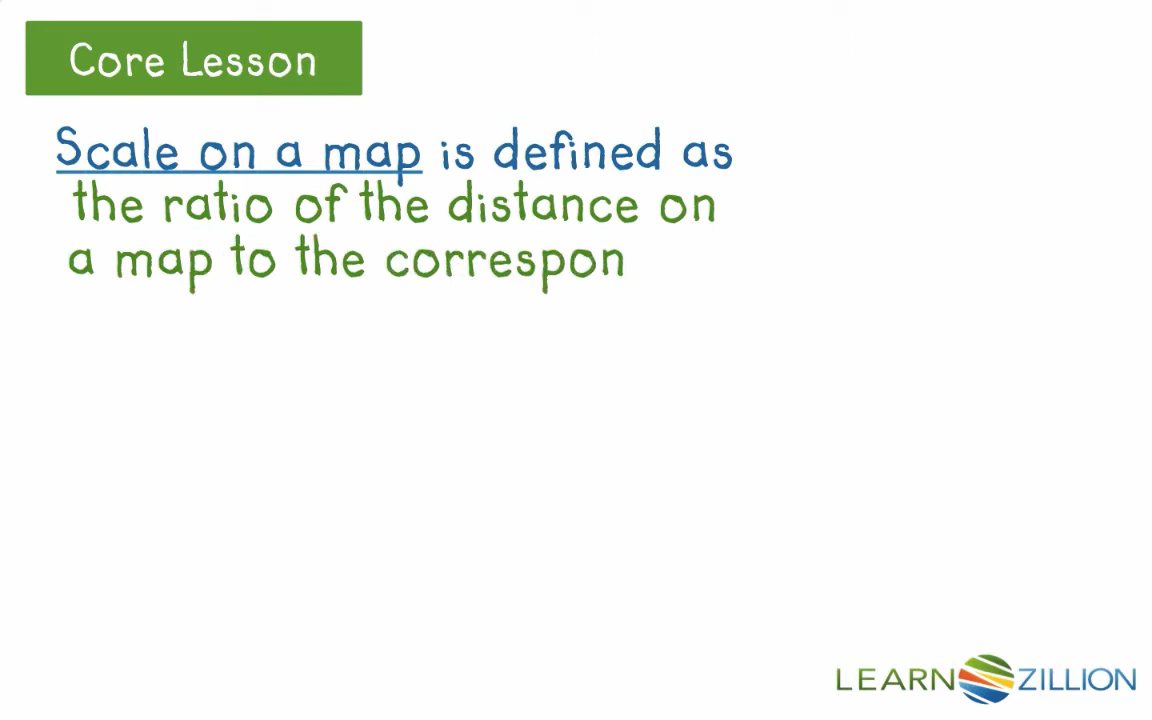 Core Lesson
Scale on a map is defined as
the ratio of the distance on
a map to the correspon
LEARNZILLION